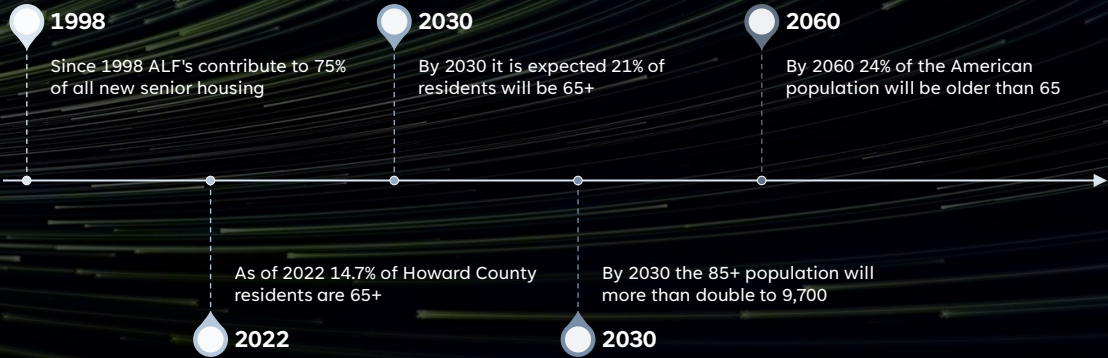 1998
Since 1998 ALF's contribute to 75%
of all new senior housing
2022
As of 2022 14.7% of Howard County
residents are 65+
2030
By 2030 it is expected 21% of
residents will be 65+
2030
By 2030 the 85+ population will
more than double to 9,700
2060
By 2060 24% of the American
population will be older than 65